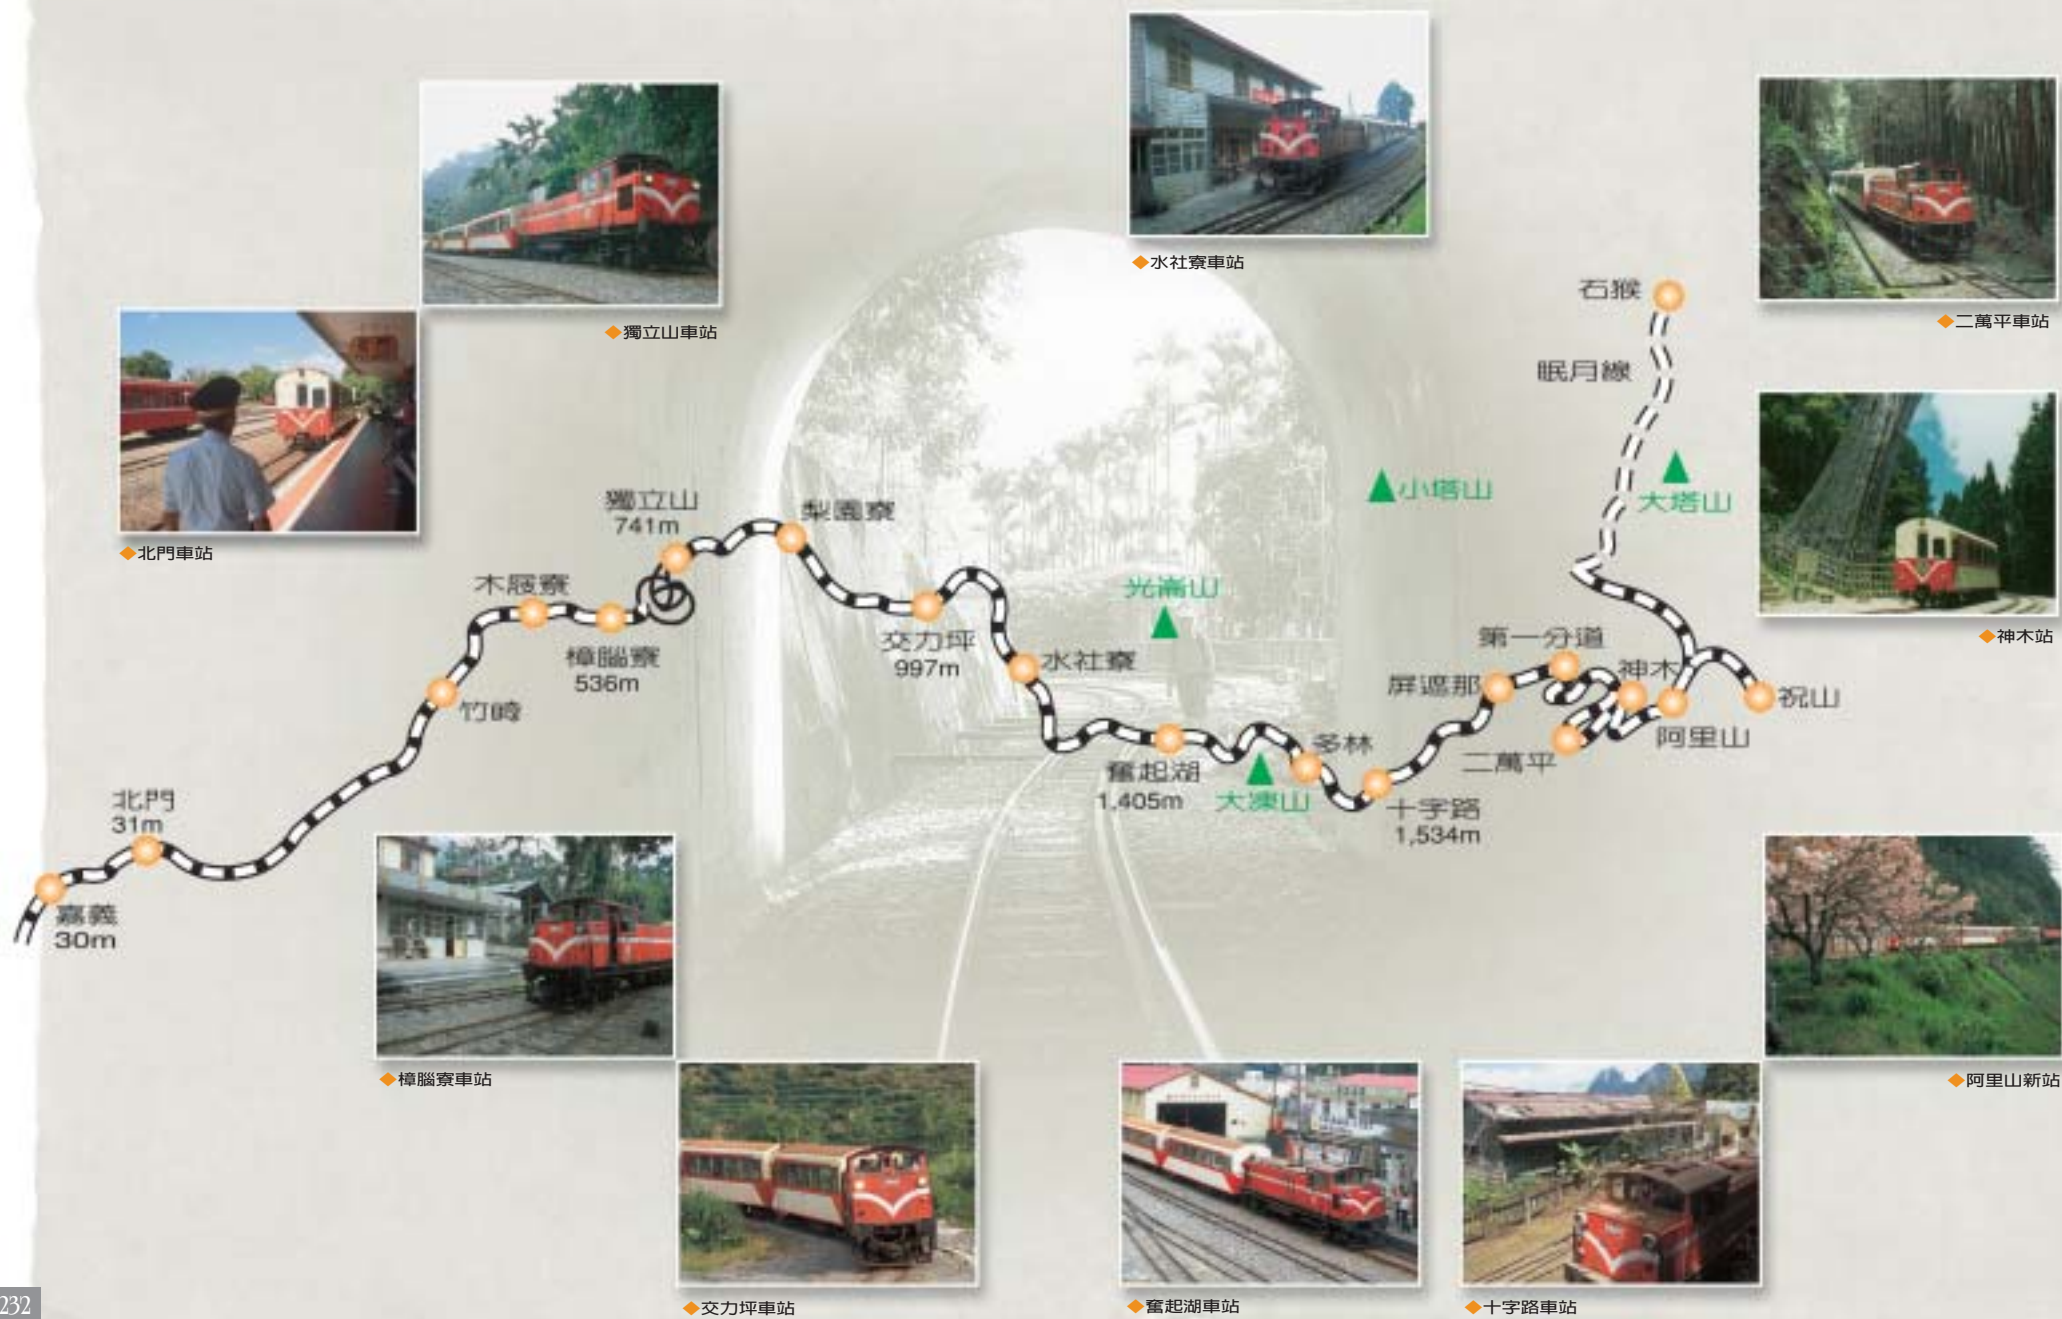 水社寮車站
二萬平車站
獨立山車站
北門車站
神木站
石猴
眠月線
小塔山
大塔山
獨立山
741m
梨園寮
木屐寮
樟腦寮
536m
交力坪
997m
光崙山
水社寮
竹崎
第一分道
屏遮那
神木
祝山
阿里山
二萬平
多林
奮起湖
1,405m
大凍山
十字路
1,534m
北門
31m
嘉義
30m
樟腦寮車站
阿里山新站
交力坪車站
奮起湖車站
十字路車站
232